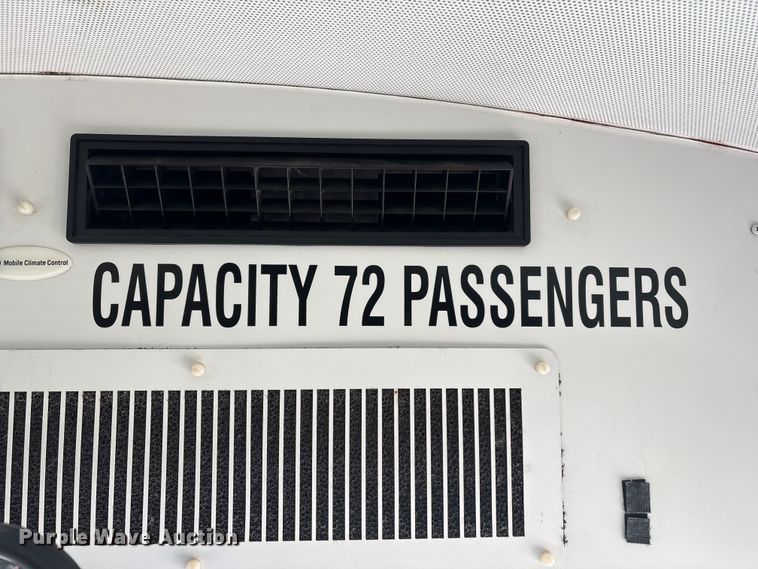 Mobile Climate Control
CAPACITY 72 PASSENGERS
Purple Wave Auction